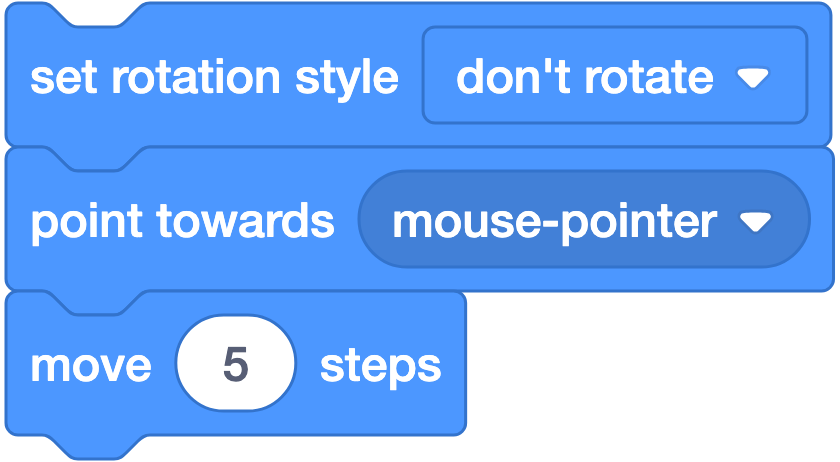 set rotation style don't rotate
point towards mouse-pointer
move 5 steps